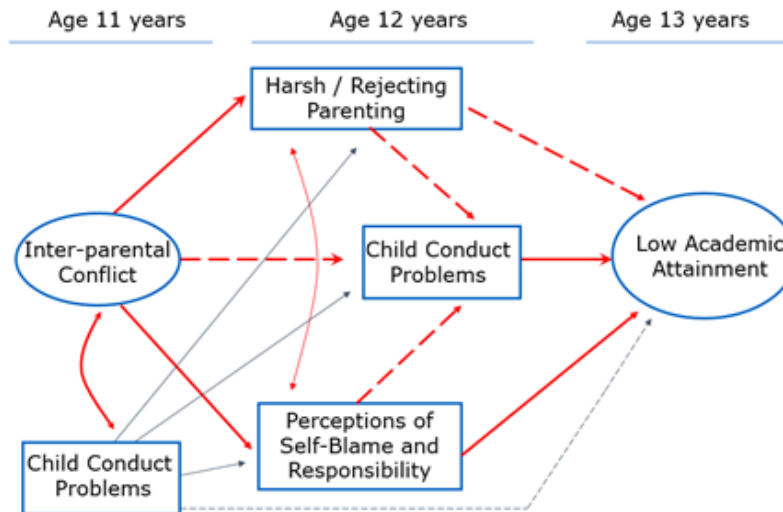 Age 11 years
Age 12 years
Age 13 years
Harsh / Rejecting
Parenting
Inter-parental
Conflict
Child Conduct
Problems
Low Academic
Attainment
Perceptions of
Self-Blame and
Responsibility
Child Conduct
Problems